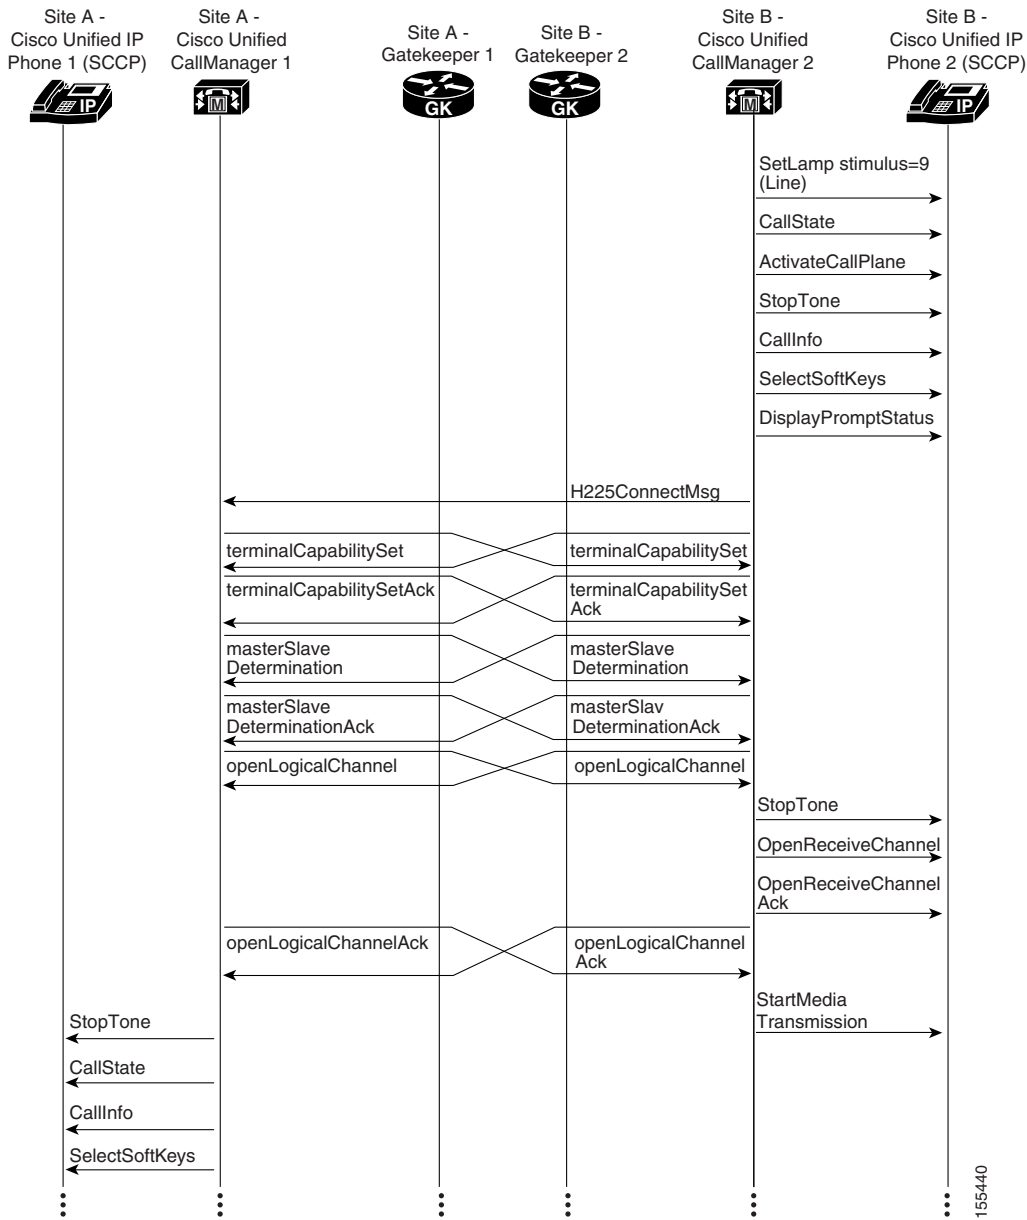 Site A -
Cisco Unified IP
Phone 1 (SCCP)
Site A -
Cisco Unified
CallManager 1
Site A -
Gatekeeper 1
Site B -
Gatekeeper 2
Site B -
Cisco Unified
CallManager 2
Site B -
Cisco Unified IP
Phone 2 (SCCP)
IP
M
GK
GK
M
IP
SetLamp stimulus=9
(Line)
CallState
ActivateCallPlane
StopTone
CallInfo
SelectSoftKeys
DisplayPromptStatus
H225ConnectMsg
terminalCapabilitySet
terminalCapabilitySet
terminalCapabilitySetAck
terminalCapabilitySet
Ack
masterSlave
Determination
masterSlave
Determination
masterSlave
DeterminationAck
masterSlav
DeterminationAck
openLogicalChannel
openLogicalChannel
StopTone
OpenReceiveChannel
OpenReceiveChannel
Ack
openLogicalChannelAck
openLogicalChannel
Ack
StartMedia
Transmission
StopTone
CallState
CallInfo
SelectSoftKeys
155440